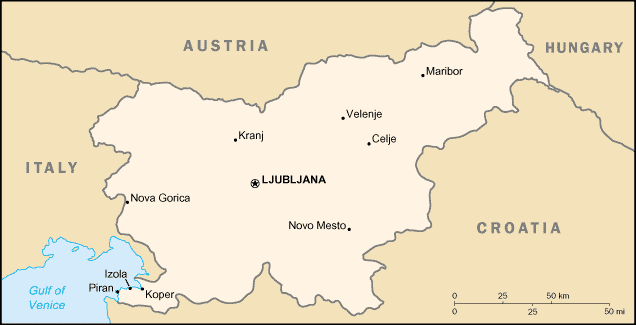 AUSTRIA
HUNGARY
Maribor
Velenje
Kranj
Celje
ITALY
LJUBLJANA
Nova Gorica
Novo Mesto
CROATIA
Izola
Gulf of
Venice
Piran
Koper
0 25 50 km
0 25 50 mi